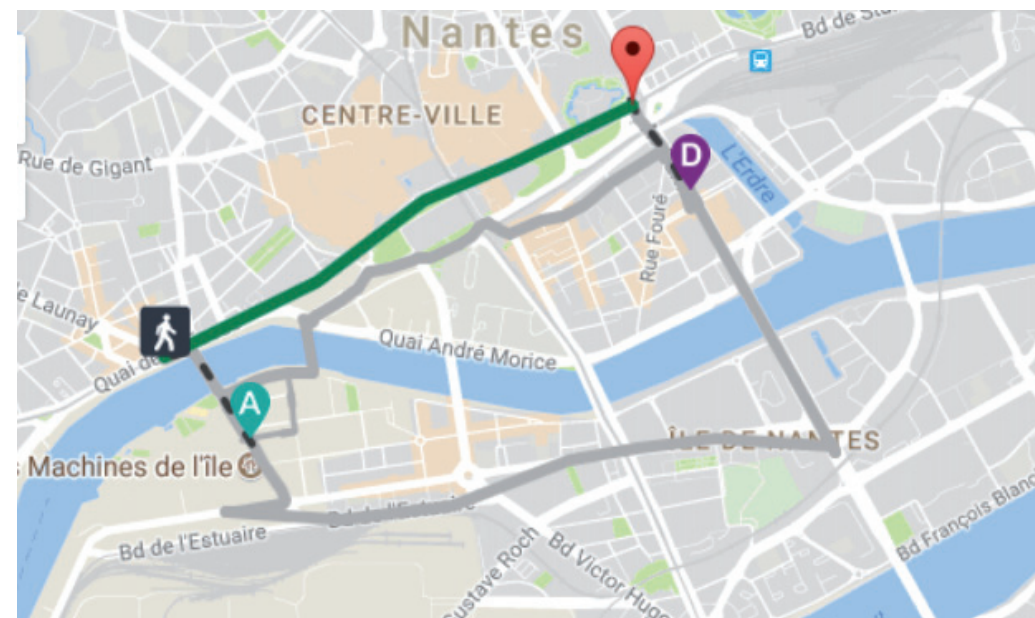 Nantes
Bd de
CENTRE-VILLE
Rue de Gigant
D
L'Erdre
Rue Fouré
Launay
Quai de
Quai André Morice
A
ÎLE DE NANTES
Machines de l'île
Bd de l'Estuaire
Bd de l'Estuaire
Gustave Roch
Bd Victor Hugo
Bd François Blanc